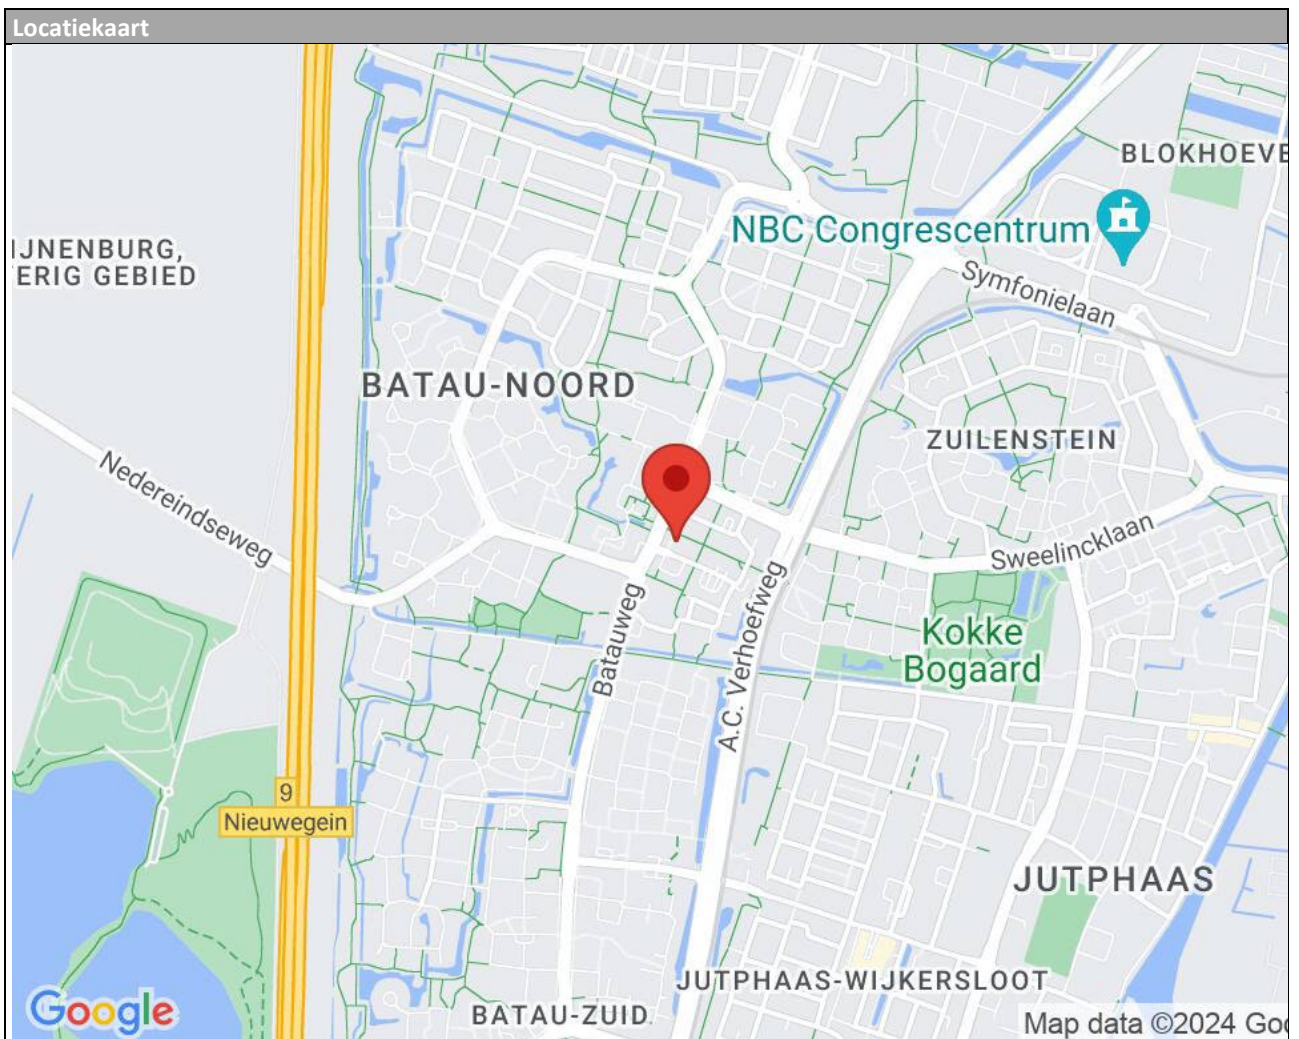 Locatiekaart
BLOKHOEVE
NBC Congrescentrum
IJNENBURG,
ERIG GEBIED
Symfonielaan
BATAU-NOORD
ZUILENSTEIN
Nedereindseweg
Sweelincklaan
Batauweg
A.C. Verhoefweg
Kokke
Bogaard
9
Nieuwegein
JUTPHAAS
JUTPHAAS-WIJKERSLOOT
Google
BATAU-ZUID
Map data ©2024 Goo